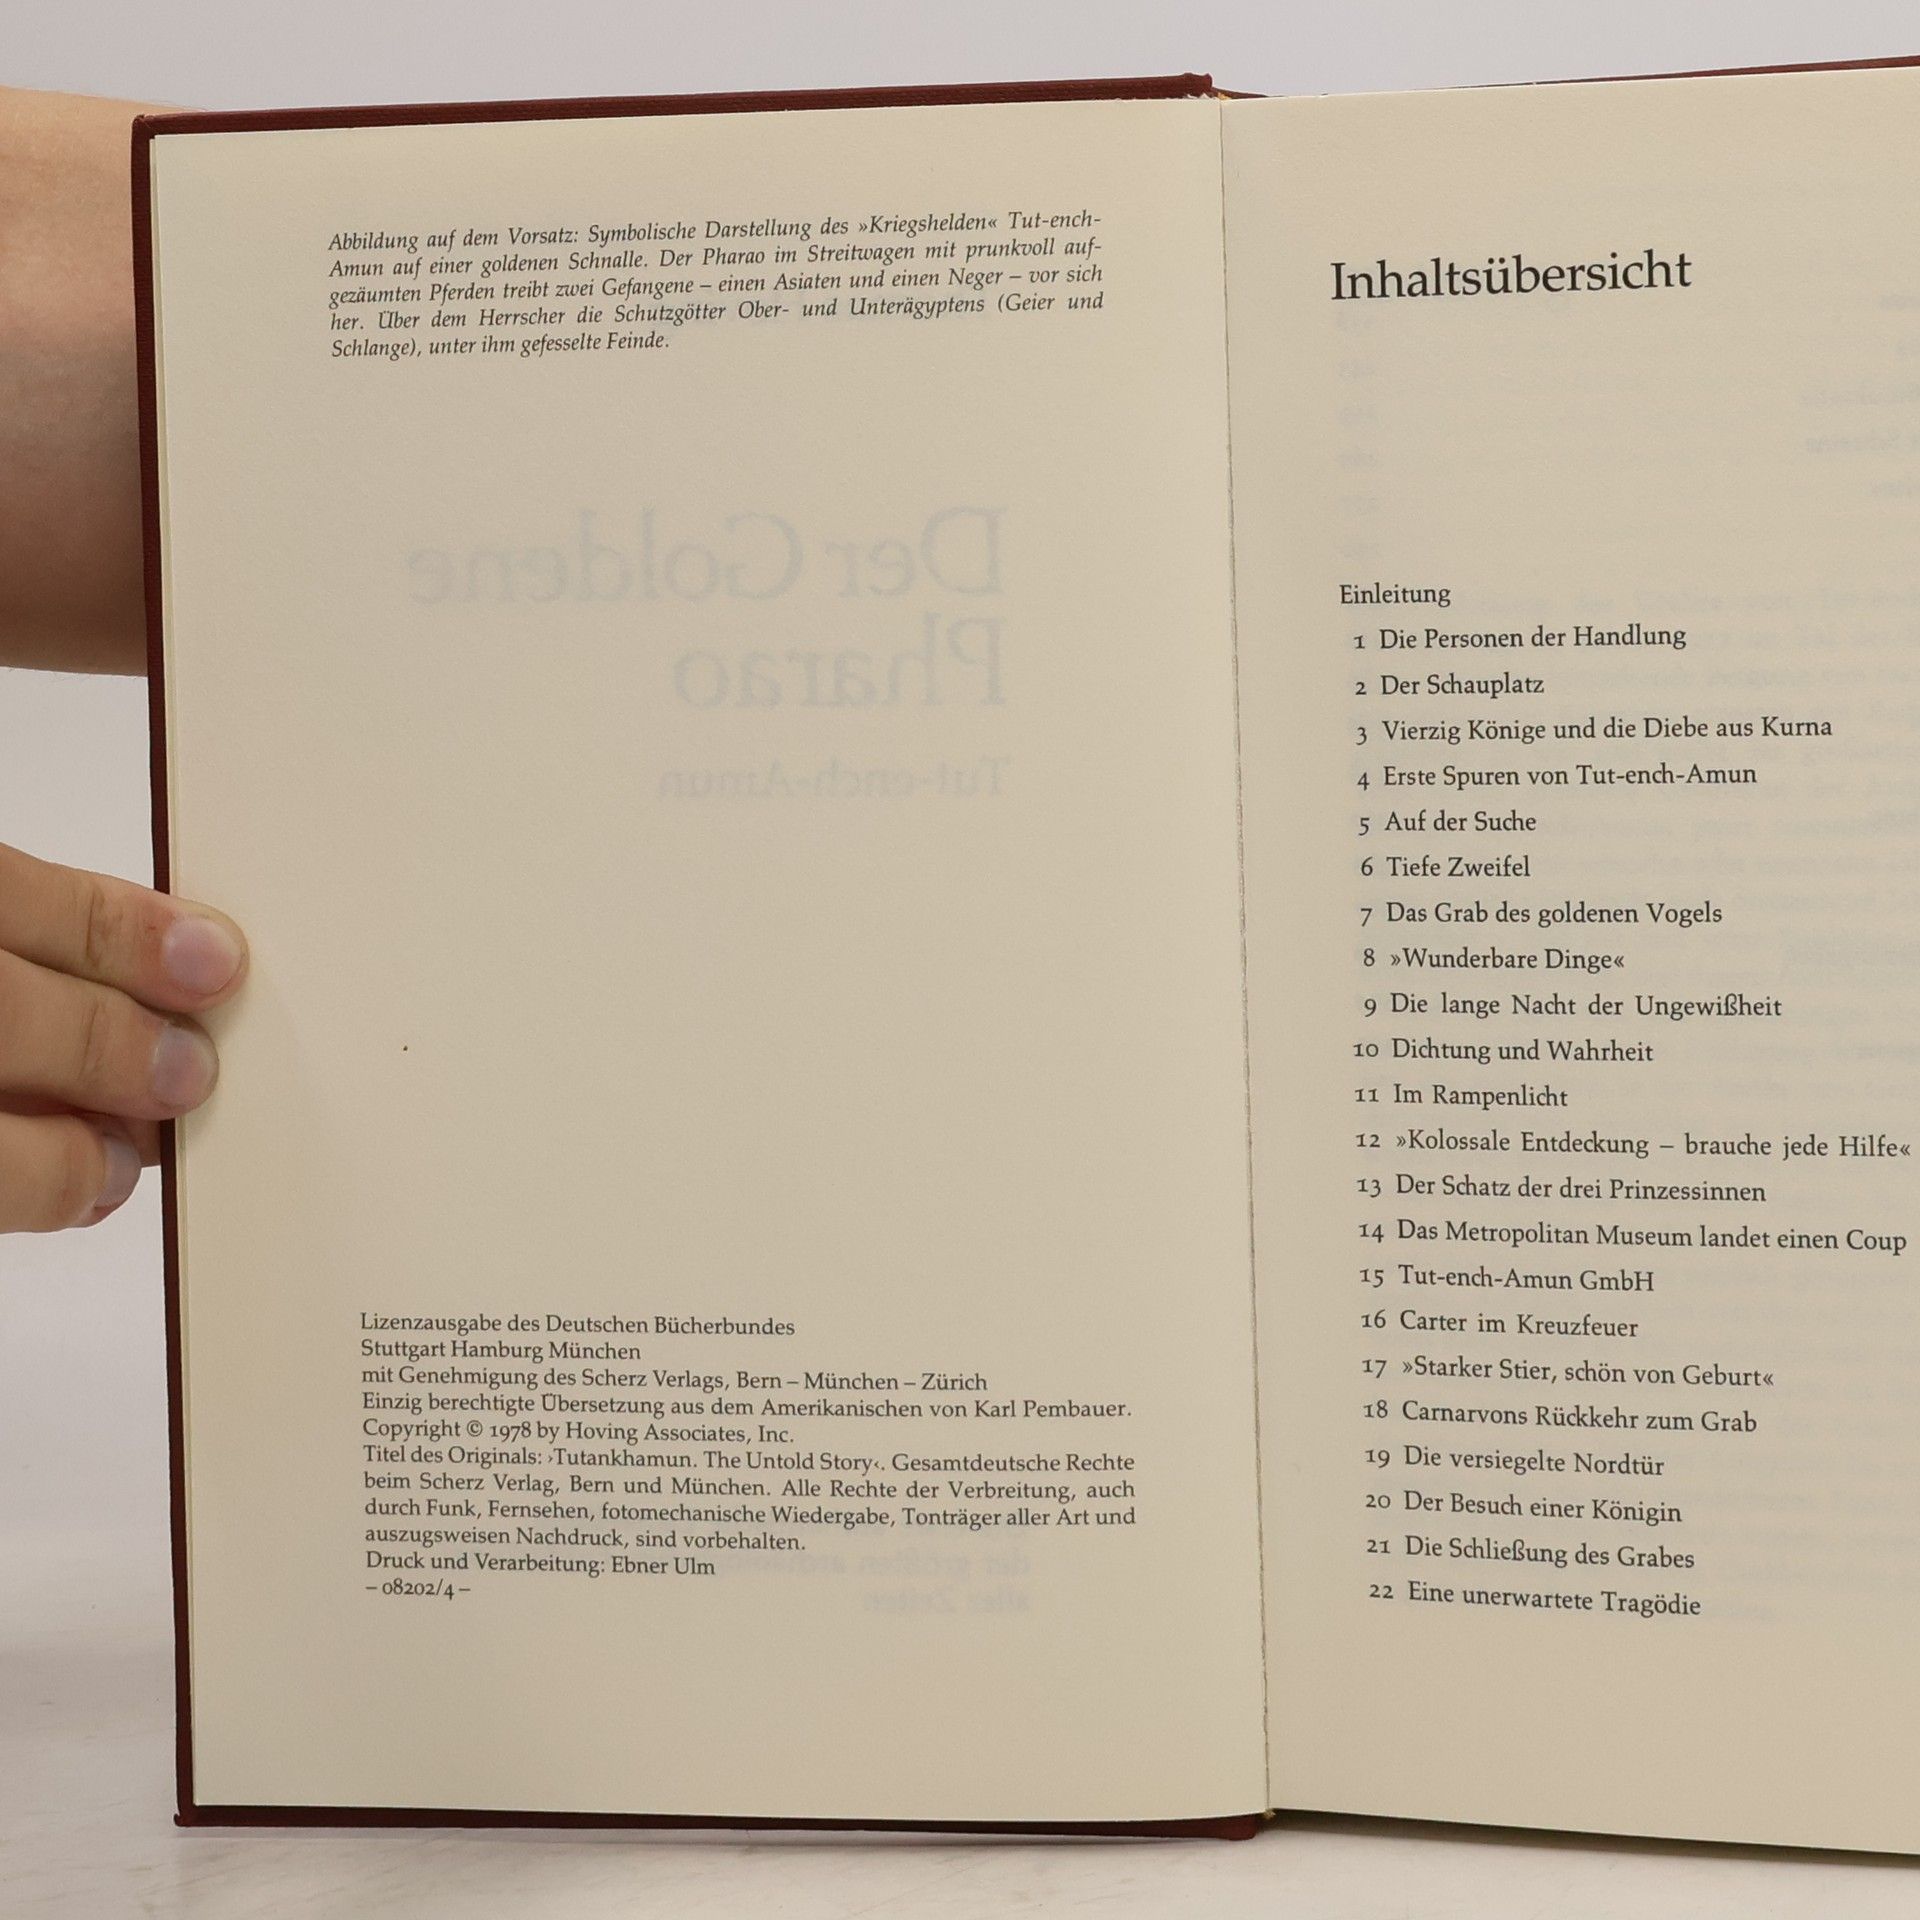 Abbildung auf dem Vorsatz: Symbolische Darstellung des »Kriegshelden« Tut-ench-
Amun auf einer goldenen Schnalle. Der Pharao im Streitwagen mit prunkvoll auf-
gezäumten Pferden treibt zwei Gefangene – einen Asiaten und einen Neger – vor sich
her. Über dem Herrscher die Schutzgötter Ober- und Unterägyptens (Geier und
Schlange), unter ihm gefesselte Feinde.
Der Goldene
Pharao
Tut-ench-Amun
Lizenzausgabe des Deutschen Bücherbundes
Stuttgart Hamburg München
mit Genehmigung des Scherz Verlags, Bern – München – Zürich
Einzig berechtigte Übersetzung aus dem Amerikanischen von Karl Pembauer.
Copyright © 1978 by Hoving Associates, Inc.
Titel des Originals: ›Tutankhamun. The Untold Story‹. Gesamtdeutsche Rechte
beim Scherz Verlag, Bern und München. Alle Rechte der Verbreitung, auch
durch Funk, Fernsehen, fotomechanische Wiedergabe, Tonträger aller Art und
auszugsweisen Nachdruck, sind vorbehalten.
Druck und Verarbeitung: Ebner Ulm
– 08202/4 –
Inhaltsübersicht
Einleitung
1 Die Personen der Handlung
2 Der Schauplatz
3 Vierzig Könige und die Diebe aus Kurna
4 Erste Spuren von Tut-ench-Amun
5 Auf der Suche
6 Tiefe Zweifel
7 Das Grab des goldenen Vogels
8 »Wunderbare Dinge«
9 Die lange Nacht der Ungewißheit
10 Dichtung und Wahrheit
11 Im Rampenlicht
12 »Kolossale Entdeckung – brauche jede Hilfe«
13 Der Schatz der drei Prinzessinnen
14 Das Metropolitan Museum landet einen Coup
15 Tut-ench-Amun GmbH
16 Carter im Kreuzfeuer
17 »Starker Stier, schön von Geburt«
18 Carnarvons Rückkehr zum Grab
19 Die versiegelte Nordtür
20 Der Besuch einer Königin
21 Die Schließung des Grabes
22 Eine unerwartete Tragödie